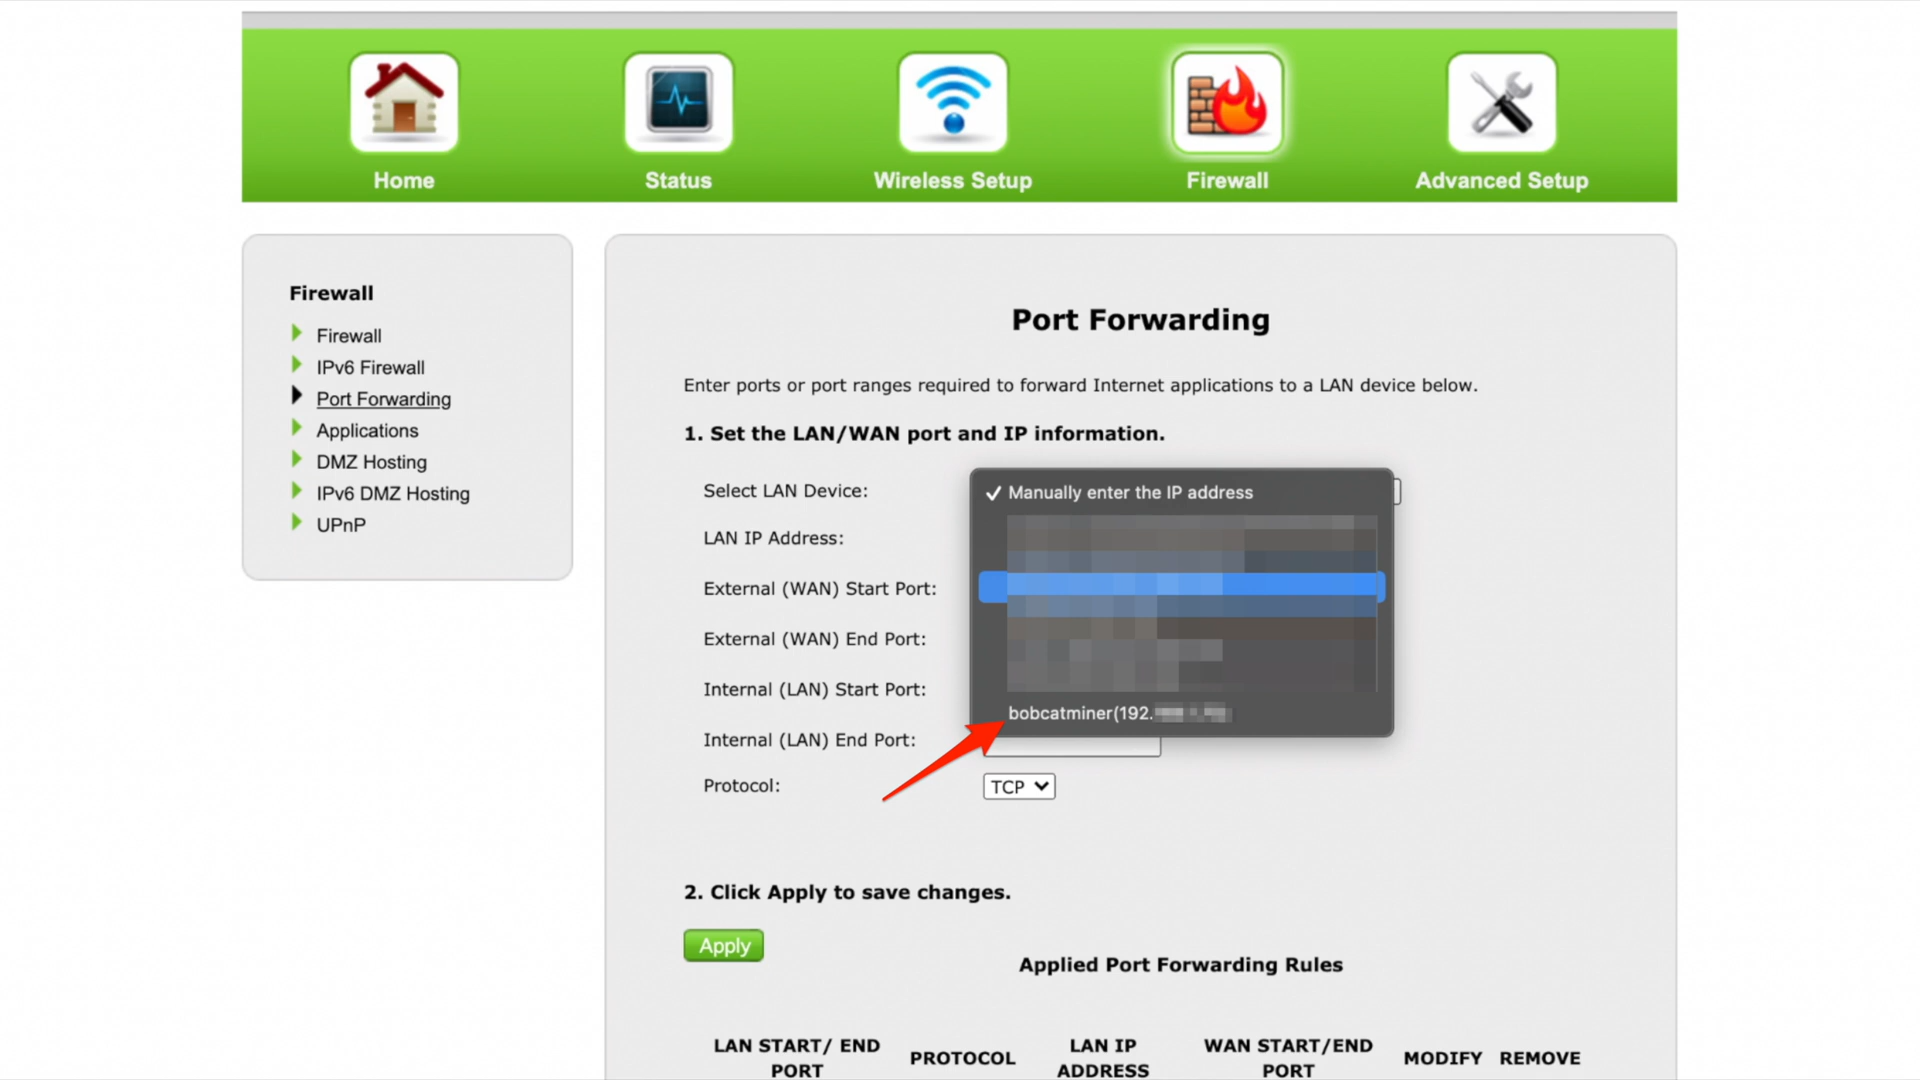 Home
Status
Wireless Setup
Firewall
Advanced Setup
Firewall
Firewall
IPv6 Firewall
Port Forwarding
Applications
DMZ Hosting
IPv6 DMZ Hosting
UPnP
Port Forwarding
Enter ports or port ranges required to forward Internet applications to a LAN device below.
1. Set the LAN/WAN port and IP information.
Select LAN Device:
✓ Manually enter the IP address
LAN IP Address:
External (WAN) Start Port:
External (WAN) End Port:
Internal (LAN) Start Port:
bobcatminer(192.
Internal (LAN) End Port:
Protocol:
TCP
2. Click Apply to save changes.
Apply
Applied Port Forwarding Rules
LAN START/ END PORT
PROTOCOL
LAN IP ADDRESS
WAN START/END PORT
MODIFY
REMOVE